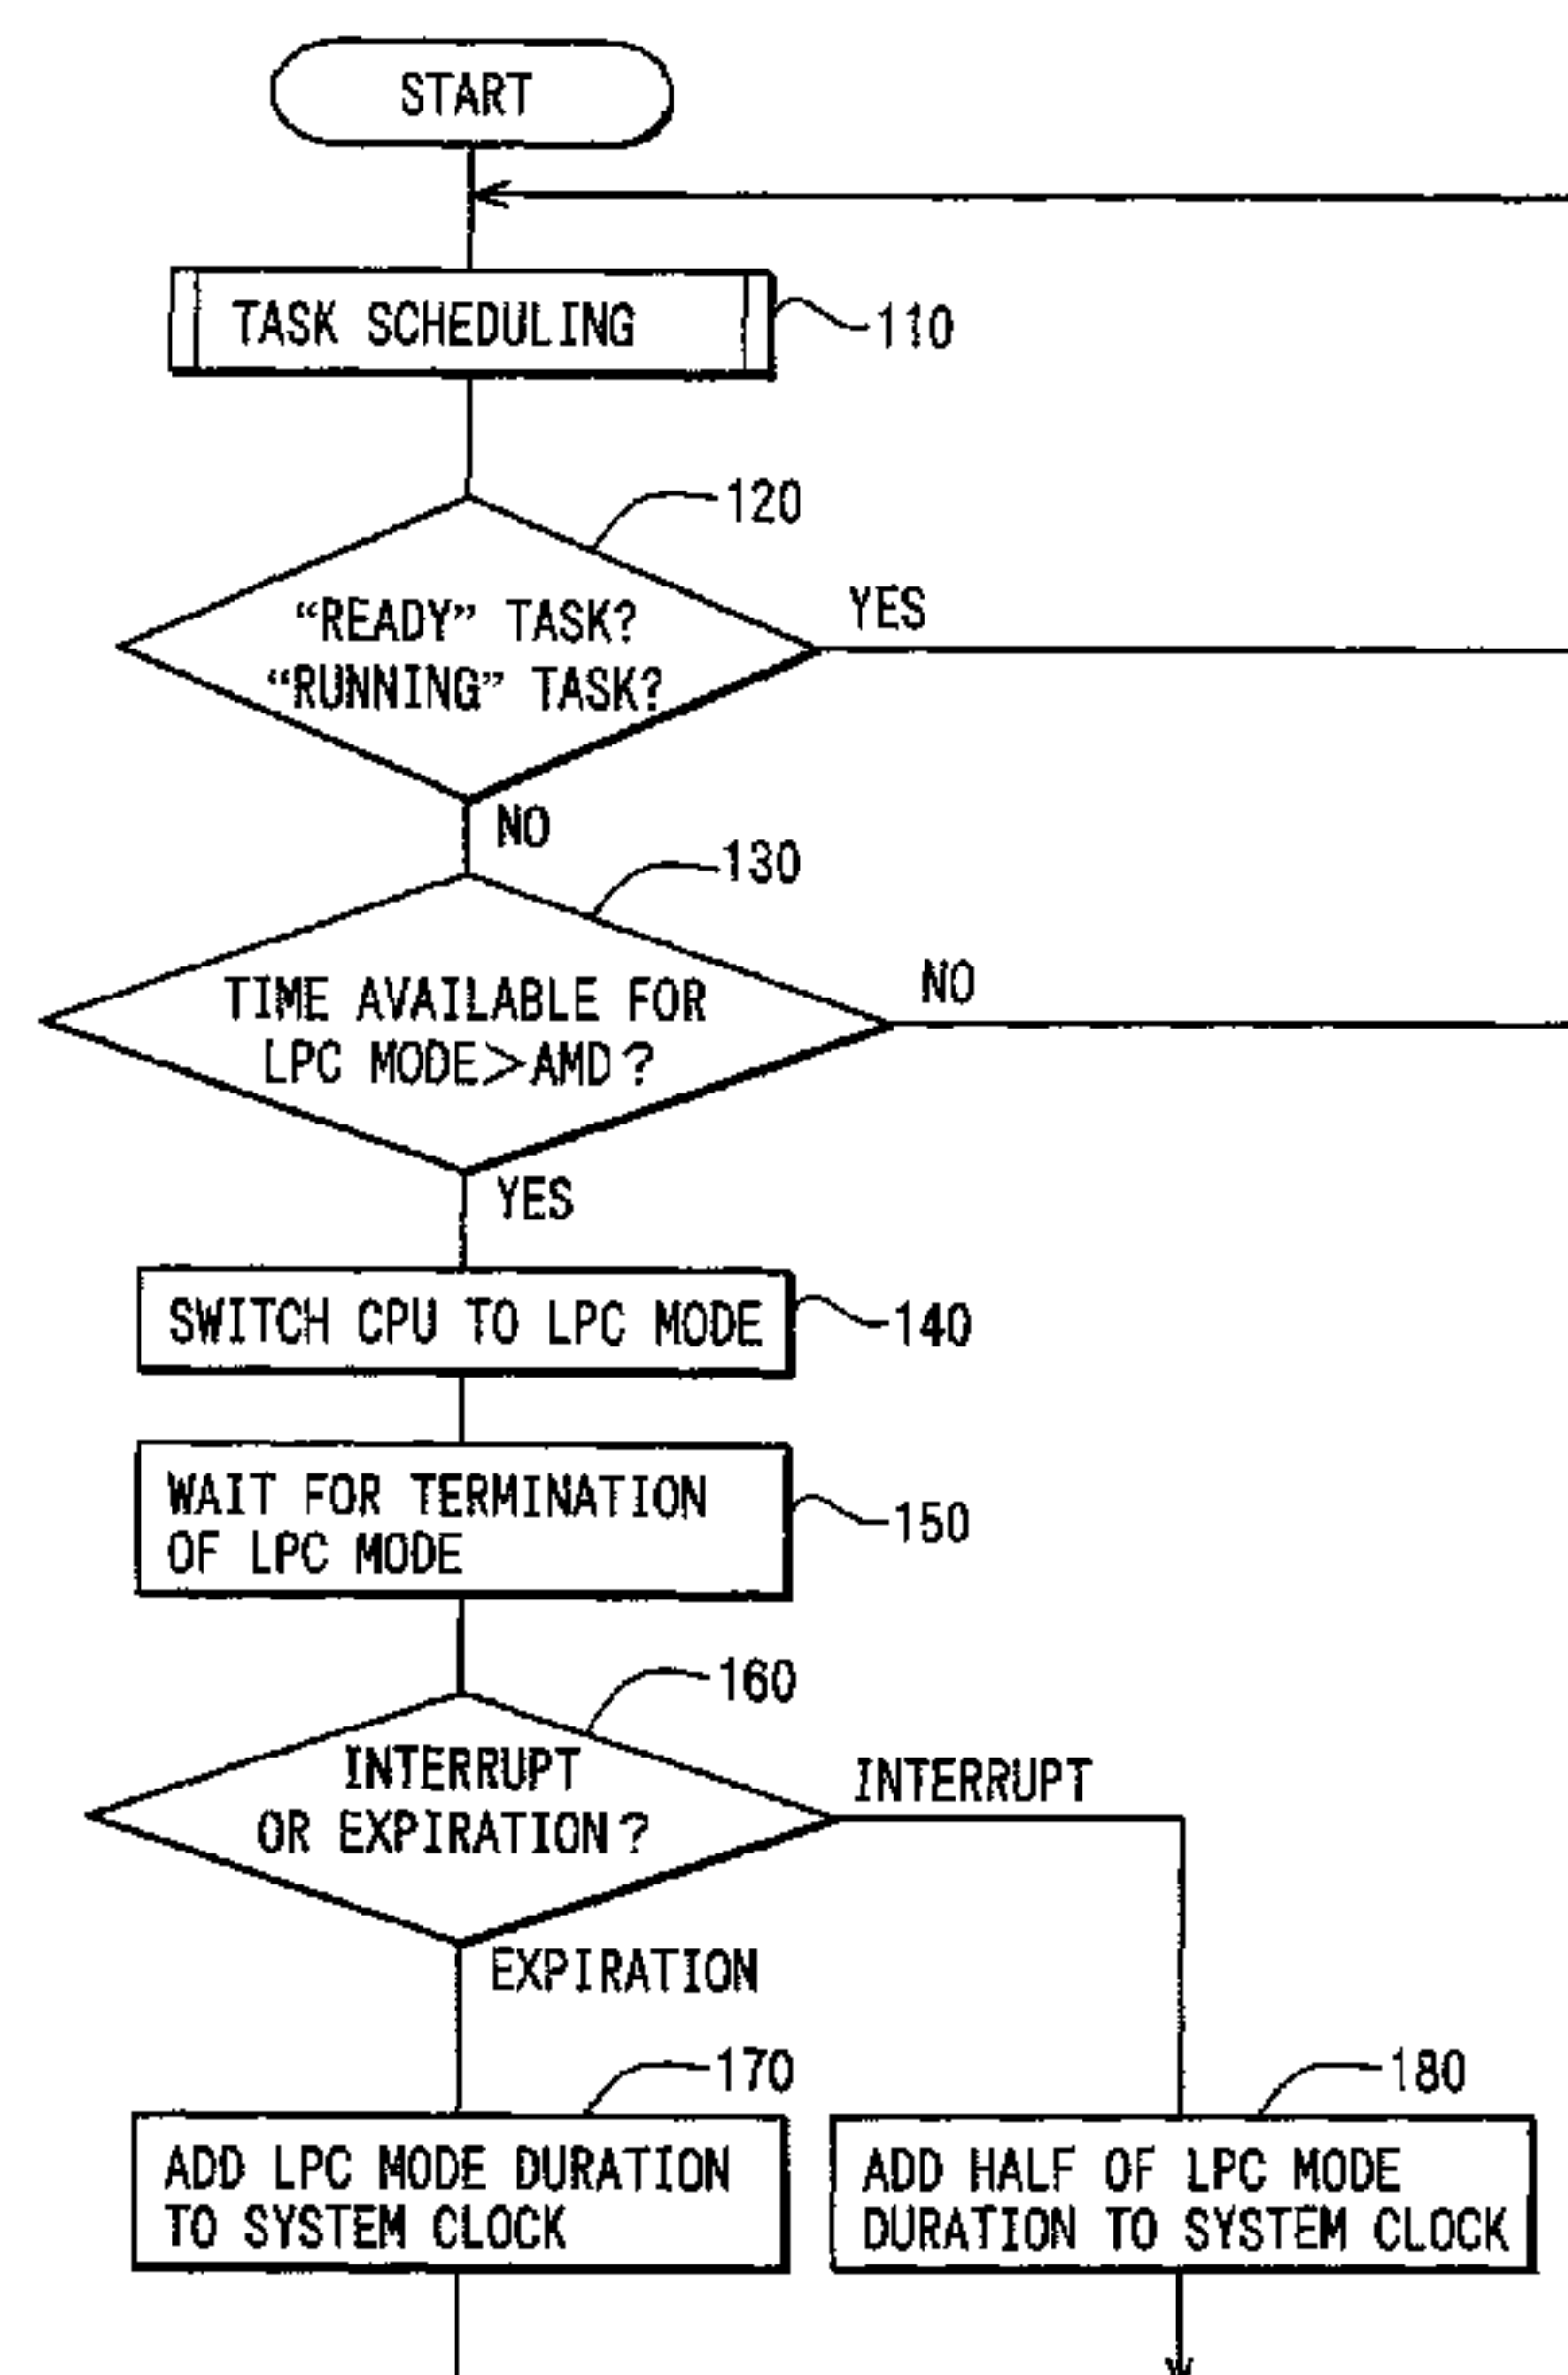 START
TASK SCHEDULING
110
120
“READY” TASK?
“RUNNING” TASK?
YES
NO
130
TIME AVAILABLE FOR
LPC MODE>AMD?
NO
YES
SWITCH CPU TO LPC MODE
140
WAIT FOR TERMINATION
OF LPC MODE
150
160
INTERRUPT
OR EXPIRATION?
INTERRUPT
EXPIRATION
170
180
ADD LPC MODE DURATION
TO SYSTEM CLOCK
ADD HALF OF LPC MODE
DURATION TO SYSTEM CLOCK